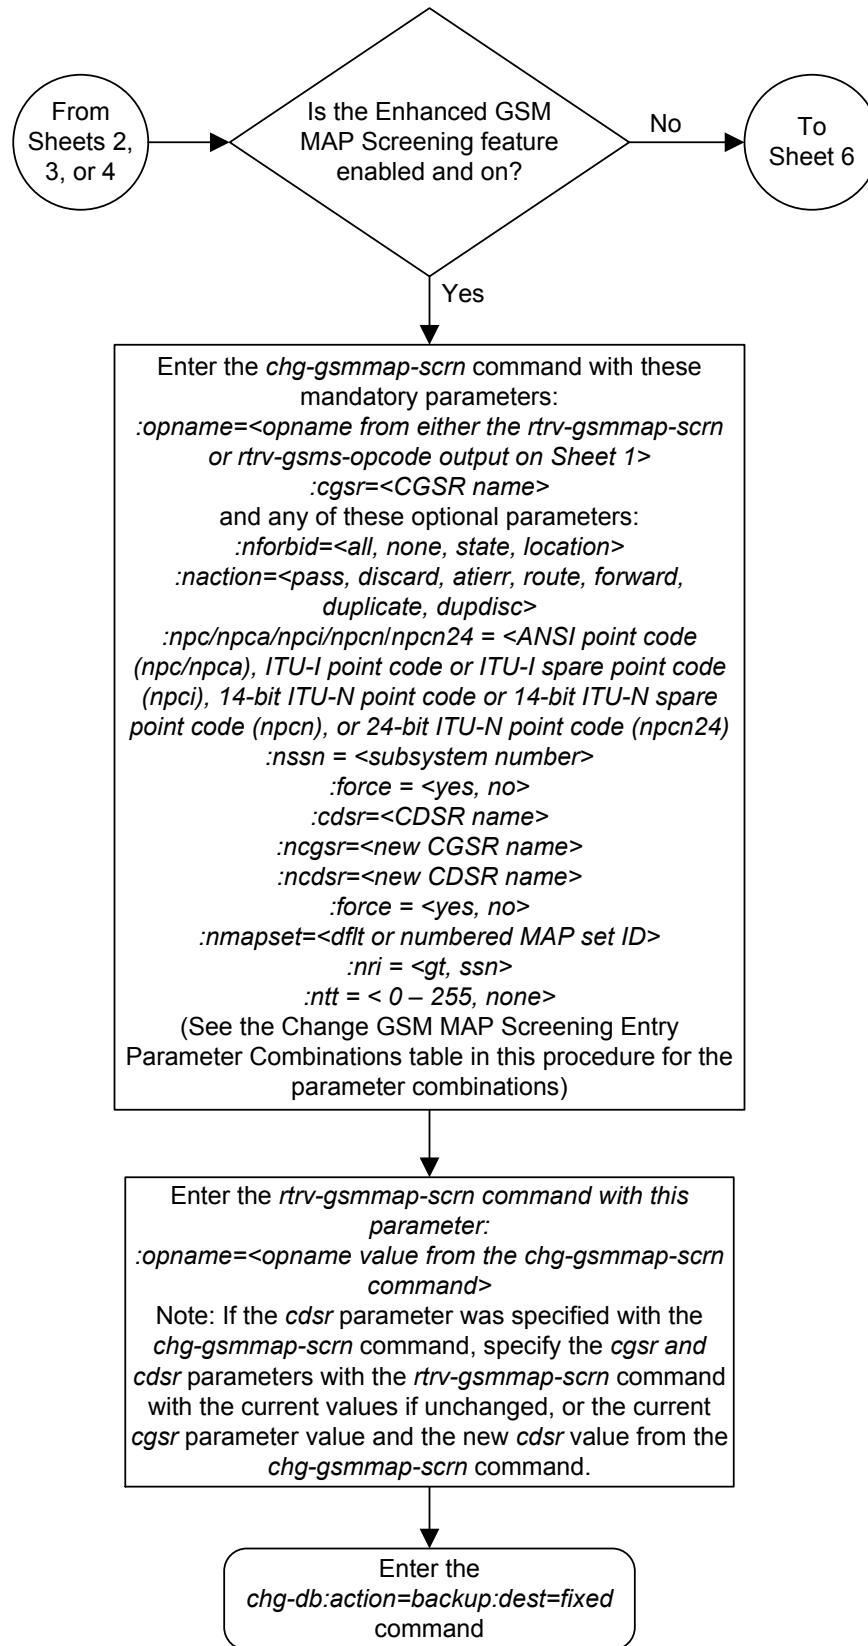 From
Sheets 2,
3, or 4
Is the Enhanced GSM
MAP Screening feature
enabled and on?
No
To
Sheet 6
Yes
Enter the chg-gsmmap-scrn command with these
mandatory parameters:
:opname=<opname from either the rtrv-gsmmap-scrn
or rtrv-gsms-opcode output on Sheet 1>
:cgsr=<CGSR name>
and any of these optional parameters:
:nforbid=<all, none, state, location>
:naction=<pass, discard, atierr, route, forward,
duplicate, dupdisc>
:npc/npca/npci/npcn/npcn24 = <ANSI point code
(npc/npca), ITU-I point code or ITU-I spare point code
(npci), 14-bit ITU-N point code or 14-bit ITU-N spare
point code (npcn), or 24-bit ITU-N point code (npcn24)
:nssn = <subsystem number>
:force = <yes, no>
:cdsr=<CDSR name>
:ncgsr=<new CGSR name>
:ncdsr=<new CDSR name>
:force = <yes, no>
:nmapset=<dflt or numbered MAP set ID>
:nri = <gt, ssn>
:ntt = < 0 – 255, none>
(See the Change GSM MAP Screening Entry
Parameter Combinations table in this procedure for the
parameter combinations)
Enter the rtrv-gsmmap-scrn command with this
parameter:
:opname=<opname value from the chg-gsmmap-scrn
command>
Note: If the cdsr parameter was specified with the
chg-gsmmap-scrn command, specify the cgsr and
cdsr parameters with the rtrv-gsmmap-scrn command
with the current values if unchanged, or the current
cgsr parameter value and the new cdsr value from the
chg-gsmmap-scrn command.
Enter the
chg-db:action=backup:dest=fixed
command